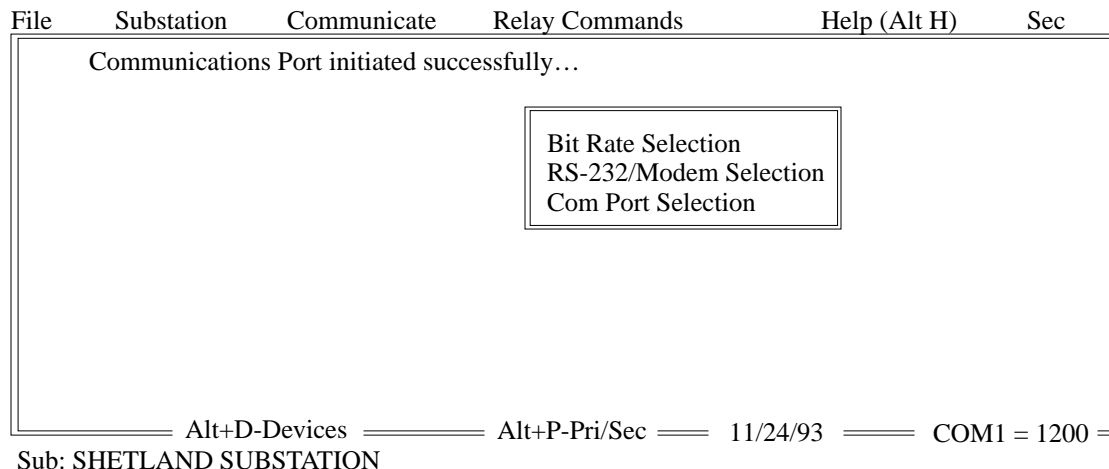 File Substation Communicate Relay Commands Help (Alt H) Sec
Communications Port initiated successfully…
Bit Rate Selection
RS-232/Modem Selection
Com Port Selection
Alt+D-Devices Alt+P-Pri/Sec 11/24/93 COM1 = 1200
Sub: SHETLAND SUBSTATION